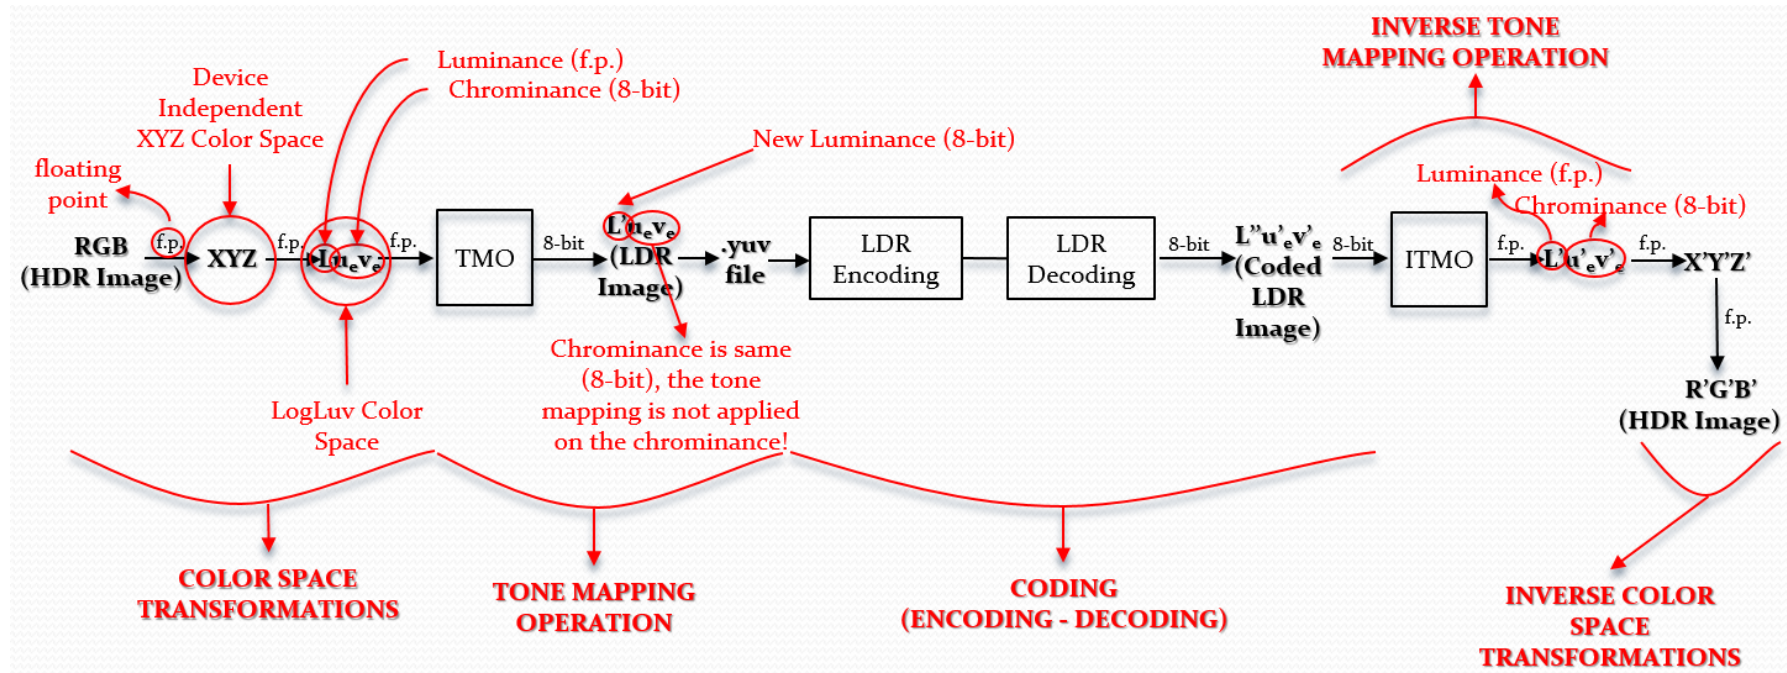 INVERSE TONE
MAPPING OPERATION
Luminance (f.p.)
Chrominance (8-bit)
Device
Independent
XYZ Color Space
floating
point
New Luminance (8-bit)
Luminance (f.p.)
Chrominance (8-bit)
RGB
(HDR Image)
f.p.
XYZ
f.p.
Luₑvₑ
f.p.
TMO
8-bit
L'uₑvₑ
(LDR
Image)
.yuv
file
LDR
Encoding
LDR
Decoding
8-bit
L''u'ₑv'ₑ
(Coded
LDR
Image)
8-bit
ITMO
f.p.
L'u'ₑv'ₑ
f.p.
X'Y'Z'
f.p.
R'G'B'
(HDR Image)
LogLuv Color
Space
Chrominance is same
(8-bit), the tone
mapping is not applied
on the chrominance!
COLOR SPACE
TRANSFORMATIONS
TONE MAPPING
OPERATION
CODING
(ENCODING - DECODING)
INVERSE COLOR
SPACE
TRANSFORMATIONS